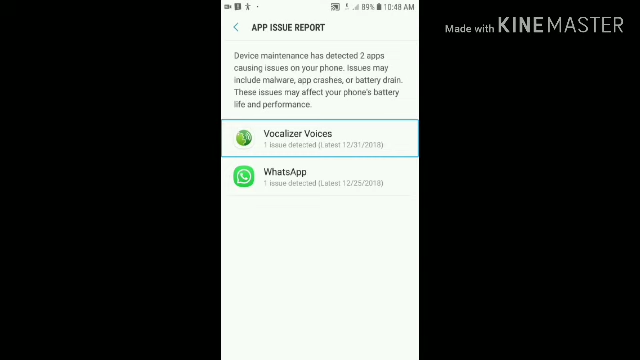 89% 10:48 AM
Made with KINEMASTER
APP ISSUE REPORT
Device maintenance has detected 2 apps
causing issues on your phone. Issues may
include malware, app crashes, or battery drain.
These issues may affect your phone's battery
life and performance.
Vocalizer Voices
1 issue detected (Latest 12/31/2018)
WhatsApp
1 issue detected (Latest 12/25/2018)